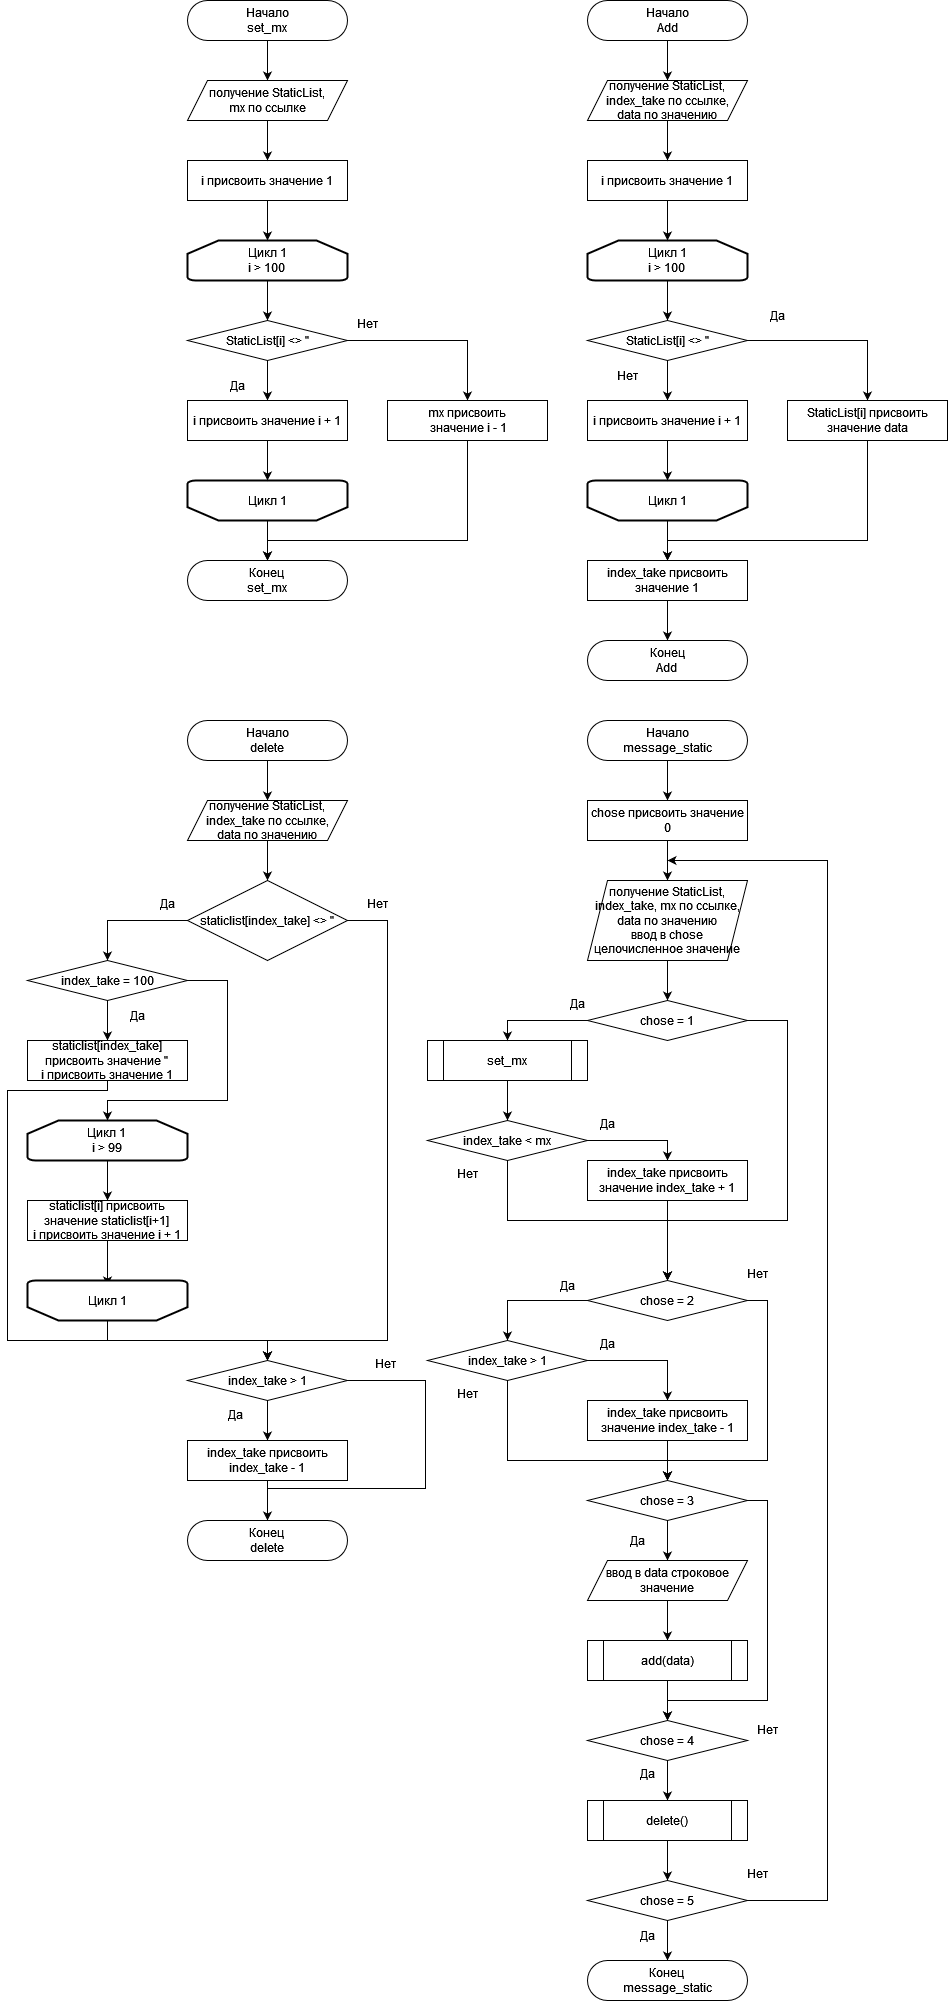 Начало
set_mx
получение StaticList,
mx по ссылке
i присвоить значение 1
Цикл 1
i > 100
StaticList[i] <> ''
Нет
Да
i присвоить значение i + 1
mx присвоить
значение i - 1
Цикл 1
Конец
set_mx
Начало
Add
получение StaticList,
index_take по ссылке,
data по значению
i присвоить значение 1
Цикл 1
i > 100
StaticList[i] <> ''
Да
Нет
i присвоить значение i + 1
StaticList[i] присвоить
значение data
Цикл 1
index_take присвоить
значение 1
Конец
Add
Начало
delete
получение StaticList,
index_take по ссылке,
data по значению
staticlist[index_take] <> ''
Да
Нет
index_take = 100
Да
staticlist[index_take]
присвоить значение ''
i присвоить значение 1
Цикл 1
i > 99
staticlist[i] присвоить
значение staticlist[i+1]
i присвоить значение i + 1
Цикл 1
index_take > 1
Нет
Да
index_take присвоить
index_take - 1
Конец
delete
Начало
message_static
chose присвоить значение
0
получение StaticList,
index_take, mx по ссылке,
data по значению
ввод в chose
целочисленное значение
Да
chose = 1
set_mx
index_take < mx
Да
Нет
index_take присвоить
значение index_take + 1
Нет
Да
chose = 2
index_take > 1
Да
Нет
index_take присвоить
значение index_take - 1
chose = 3
Да
ввод в data строковое
значение
add(data)
chose = 4
Нет
Да
delete()
Нет
chose = 5
Да
Конец
message_static